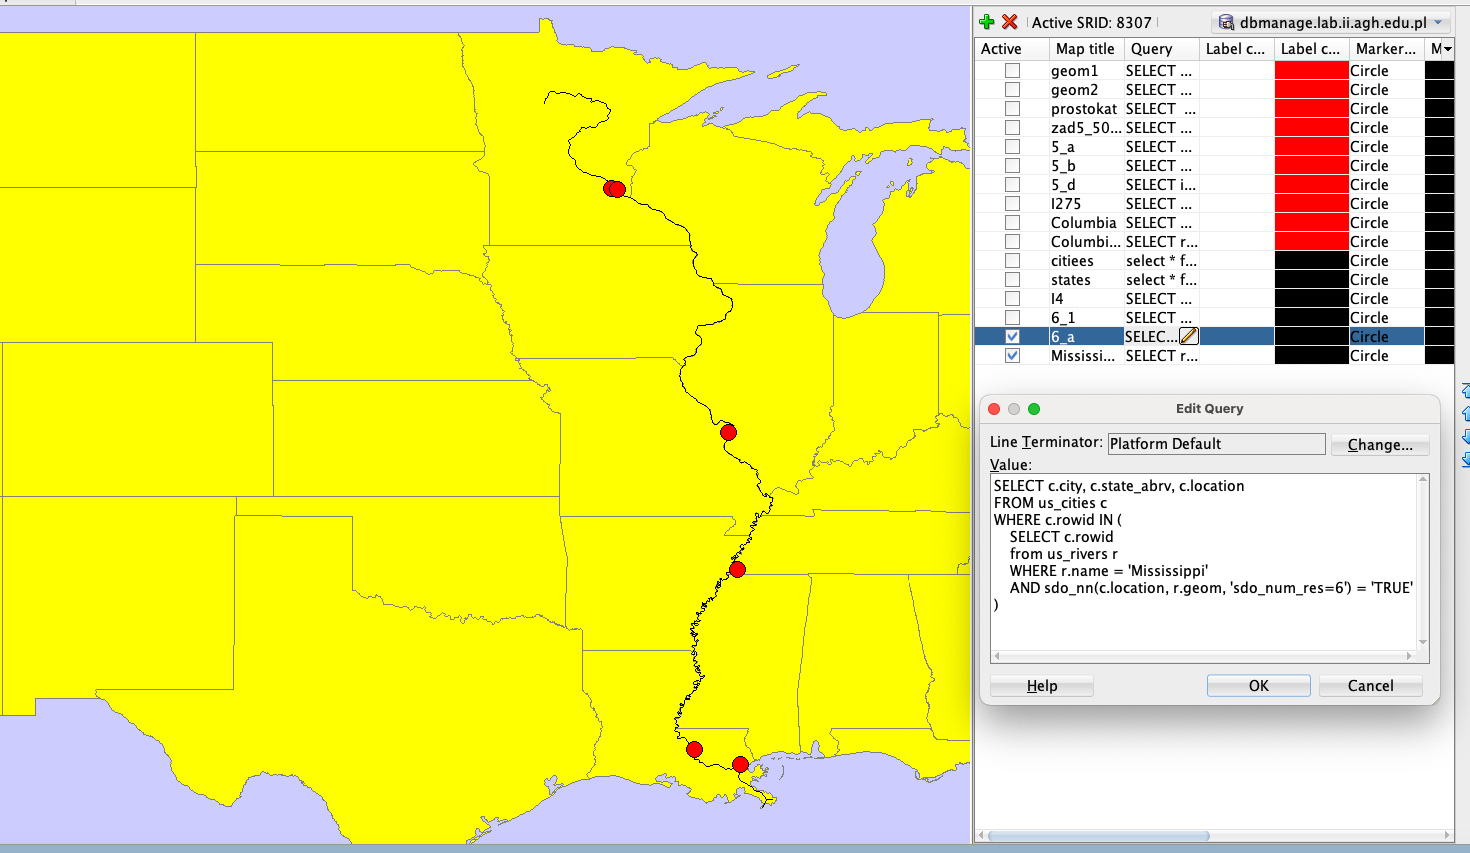 Active SRID: 8307
dbmanage.lab.ii.agh.edu.pl
Active Map title Query Label c... Label c... Marker... M
geom1 SELECT ... Circle
geom2 SELECT ... Circle
prostokat SELECT ... Circle
zad5_50... SELECT ... Circle
5_a SELECT ... Circle
5_b SELECT ... Circle
5_d SELECT i... Circle
I275 SELECT ... Circle
Columbia SELECT ... Circle
Columbi... SELECT r... Circle
citiees select * f... Circle
states select * f... Circle
I4 SELECT ... Circle
6_1 SELECT ... Circle
6_a SELEC... Circle
Mississi... SELECT r... Circle
Edit Query
Line Terminator: Platform Default Change...
Value:
SELECT c.city, c.state_abrv, c.location
FROM us_cities c
WHERE c.rowid IN (
SELECT c.rowid
from us_rivers r
WHERE r.name = 'Mississippi'
AND sdo_nn(c.location, r.geom, 'sdo_num_res=6') = 'TRUE'
)
Help OK Cancel